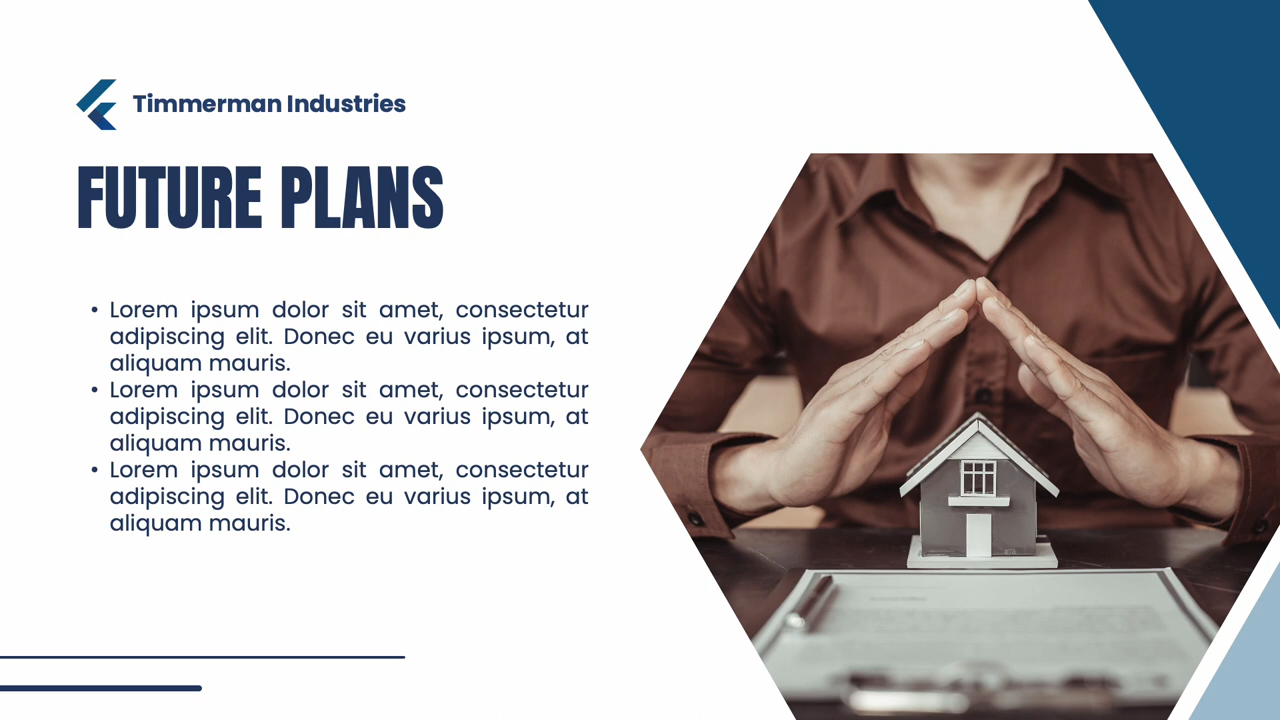 Timmerman Industries
FUTURE PLANS
• Lorem ipsum dolor sit amet, consectetur
adipiscing elit. Donec eu varius ipsum, at
aliquam mauris.
• Lorem ipsum dolor sit amet, consectetur
adipiscing elit. Donec eu varius ipsum, at
aliquam mauris.
• Lorem ipsum dolor sit amet, consectetur
adipiscing elit. Donec eu varius ipsum, at
aliquam mauris.